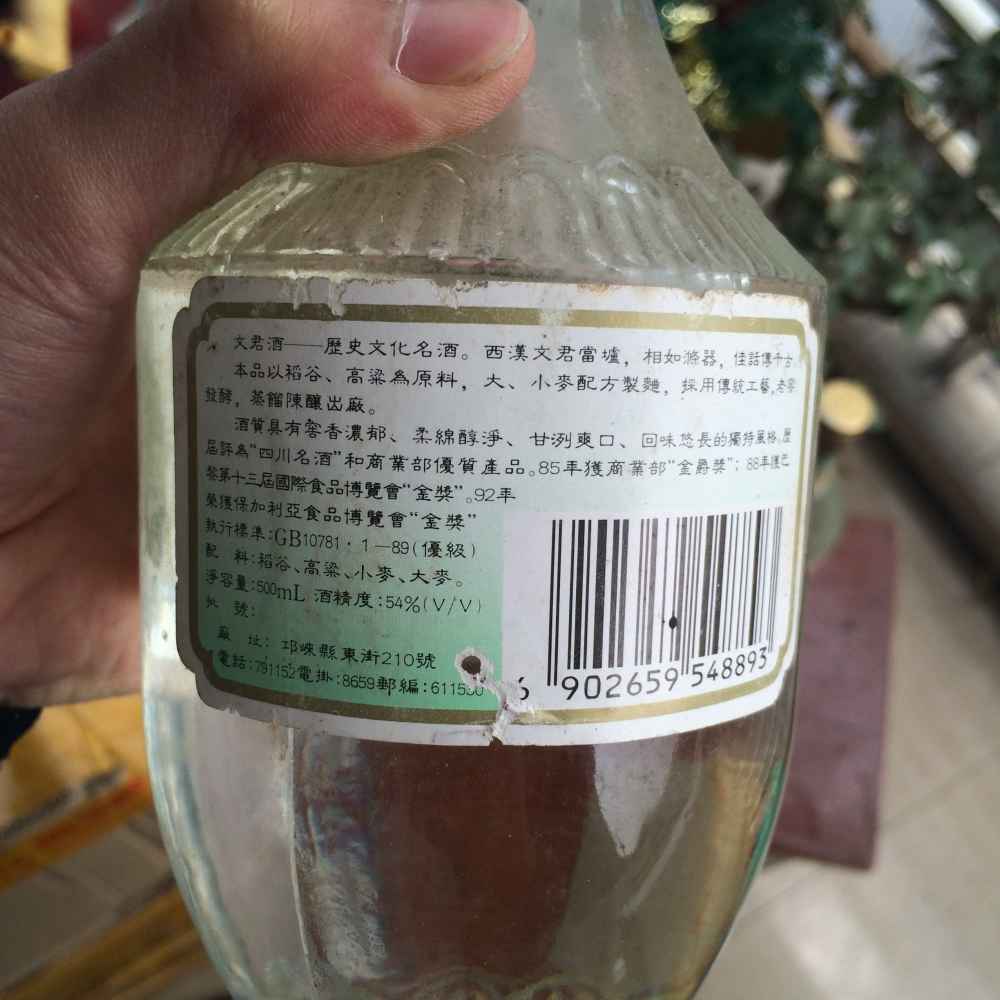 文君酒——歷史文化名酒。西漢文君當壚，相如滌器，佳話傳千古
本品以稻谷、高粱為原料，大、小麥配方製麯，採用傳統工藝，老窖
發酵，蒸餾陳釀出廠。
酒質具有窖香濃郁、柔綿醇淨、甘洌爽口、回味悠長的獨特風格。歷
屆評為“四川名酒”和商業部優質產品。85年獲商業部“金爵獎”；88年獲巴
黎第十三屆國際食品博覽會“金獎”。92年
榮獲保加利亞食品博覽會“金獎”
執行標準：GB10781·1—89(優級)
配 料：稻谷、高粱、小麥、大麥。
淨容量：500mL 酒精度：54%(V/V)
批 號：
廠 址：邛崍縣東街210號
電話：791152電掛：8659郵編：611530
6 902659 548893